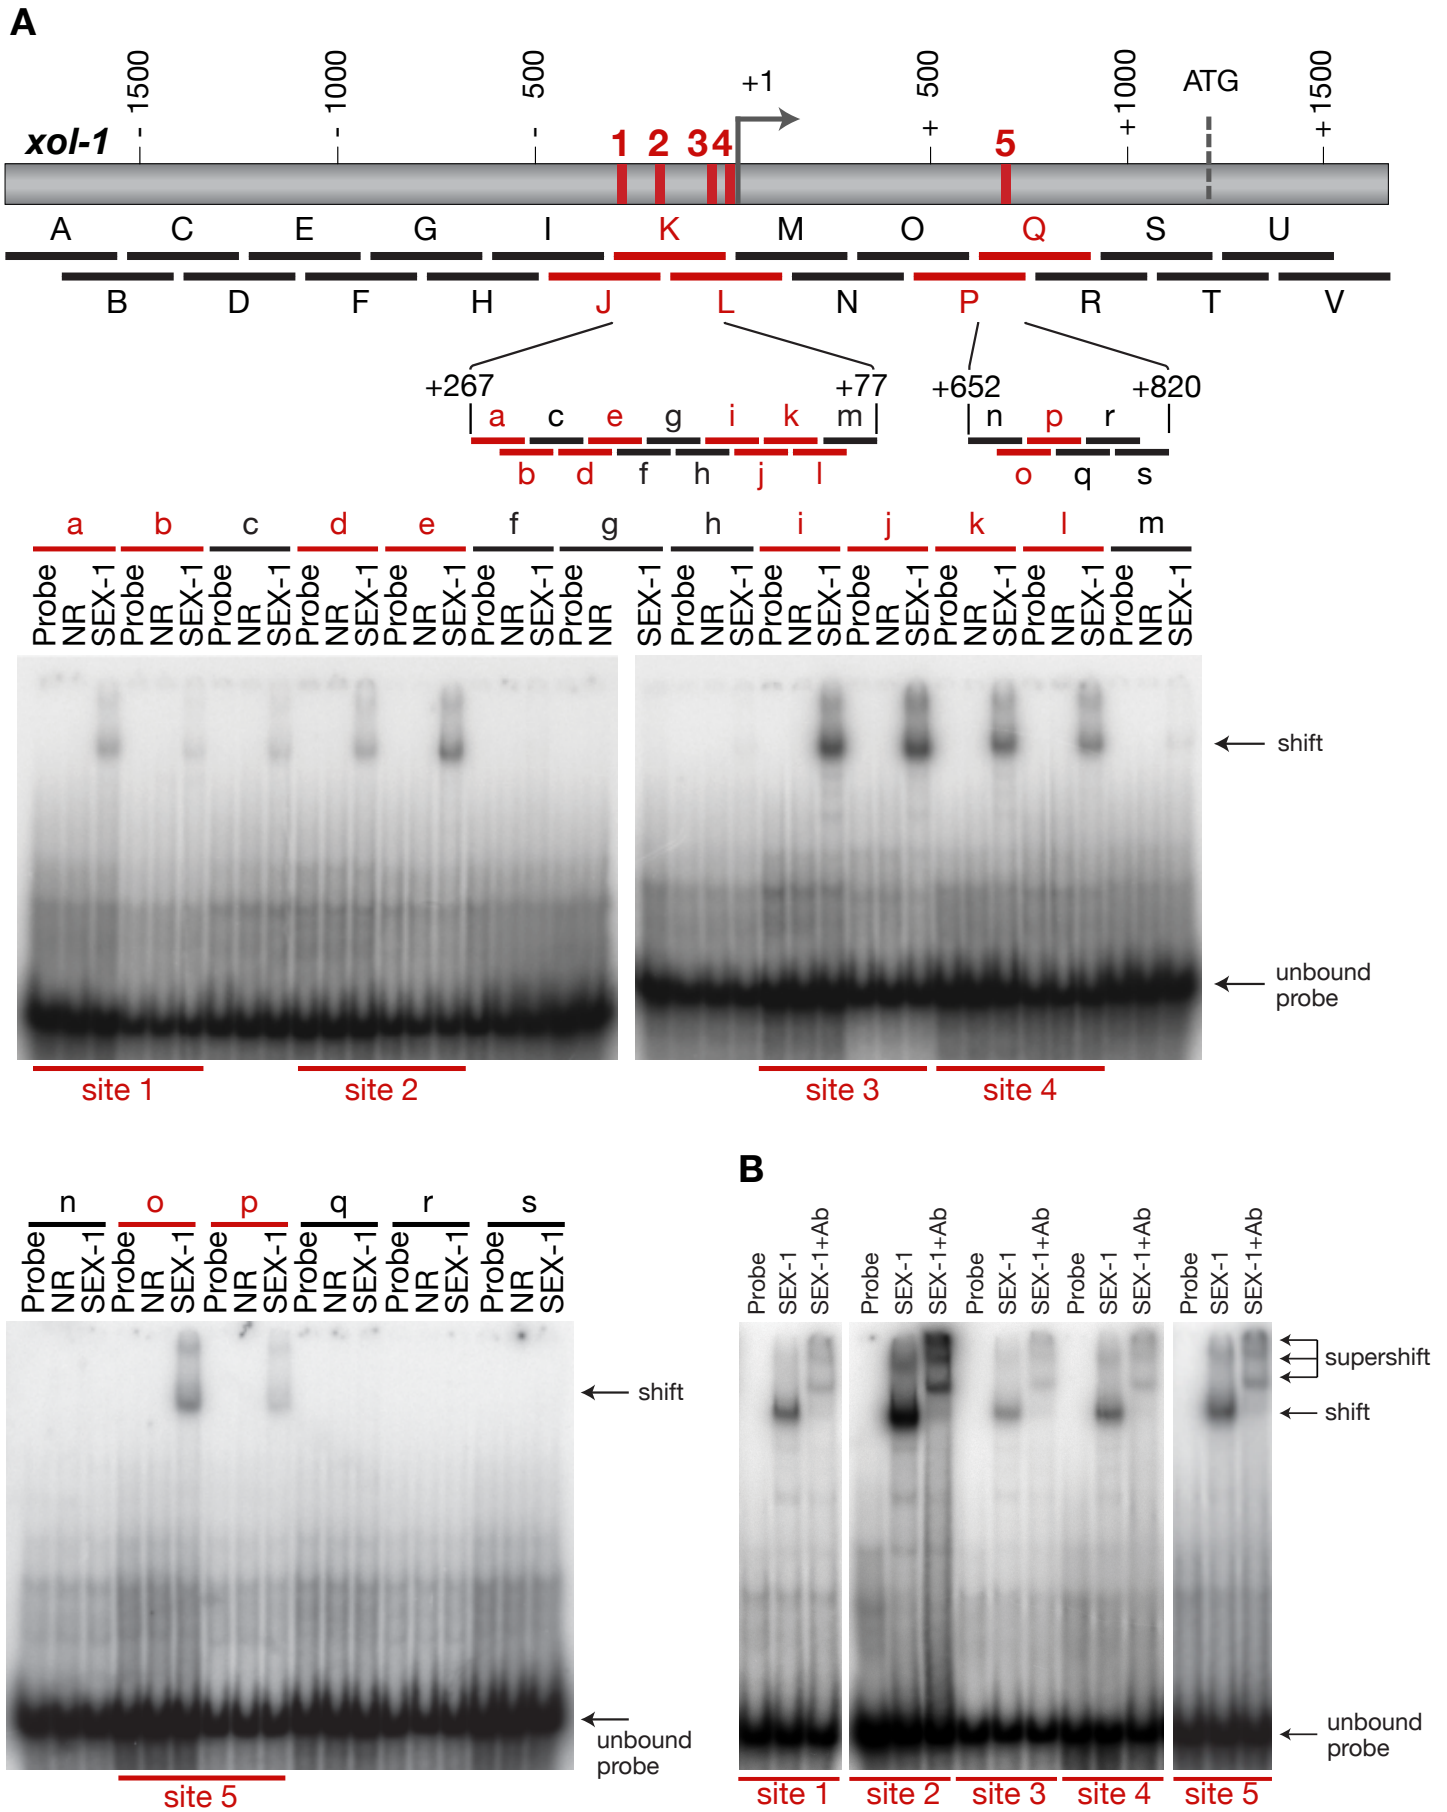 A
- 1500
- 1000
- 500
+1
+ 500
+ 1000
ATG
+ 1500
xol-1
1 2 3 4 5
A C E G I K M O Q S U
B D F H J L N P R T V
+267 +77 +652 +820
a c e g i k m n p r
b d f h j l o q s
a b c d e f g h i j k l m
Probe NR SEX-1 Probe NR SEX-1 Probe NR SEX-1 Probe NR SEX-1 Probe NR SEX-1 Probe NR SEX-1 Probe NR SEX-1 Probe NR SEX-1 Probe NR SEX-1 Probe NR SEX-1 Probe NR SEX-1 Probe NR SEX-1 Probe NR SEX-1
shift
unbound
probe
site 1 site 2 site 3 site 4
n o p q r s
Probe NR SEX-1 Probe NR SEX-1 Probe NR SEX-1 Probe NR SEX-1 Probe NR SEX-1 Probe NR SEX-1
shift
unbound
probe
site 5
B
Probe SEX-1 SEX-1+Ab Probe SEX-1 SEX-1+Ab Probe SEX-1 SEX-1+Ab Probe SEX-1 SEX-1+Ab Probe SEX-1 SEX-1+Ab
supershift
shift
unbound
probe
site 1 site 2 site 3 site 4 site 5